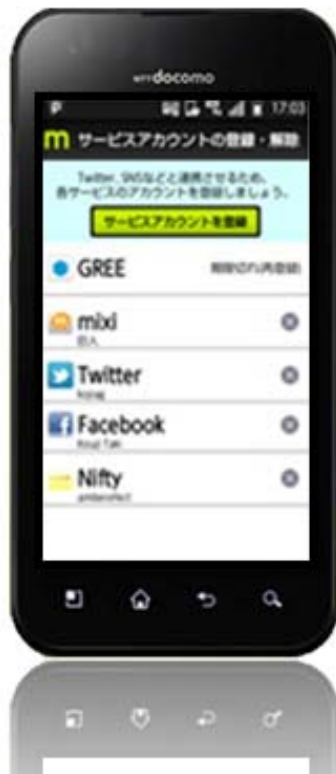 docomo
17:03
m サービスアカウントの登録・解除
Twitter, SNSなどと連携させるため、
各サービスのアカウントを登録しましょう。
サービスアカウントを登録
GREE
mixi
Twitter
Facebook
Nifty